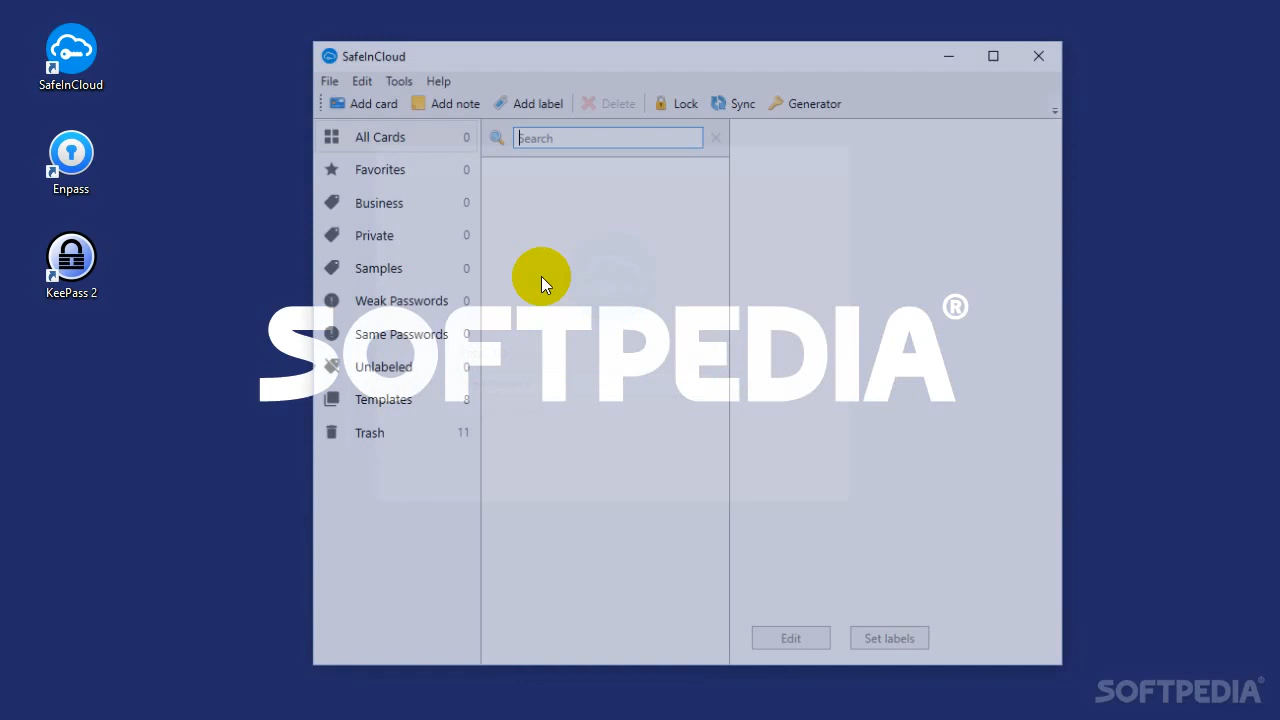 SafeInCloud
Enpass
KeePass 2
SafeInCloud
File Edit Tools Help
Add card Add note Add label Delete Lock Sync Generator
All Cards 0
Search
Favorites 0
Business 0
Private 0
Samples 0
Weak Passwords 0
Same Passwords 0
Unlabeled 0
Templates 8
Trash 11
SOFTPEDIA®
Edit Set labels
SOFTPEDIA®